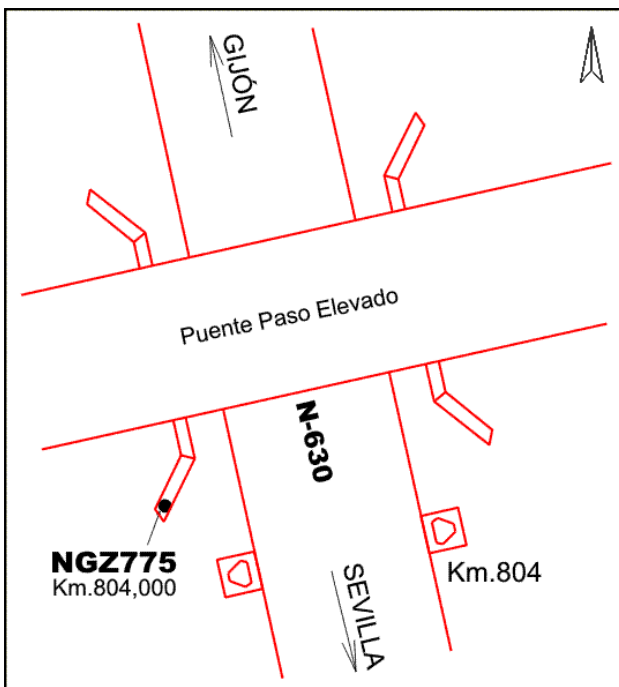 GIJÓN
Puente Paso Elevado
N-630
NGZ775
Km.804,000
Km.804
SEVILLA